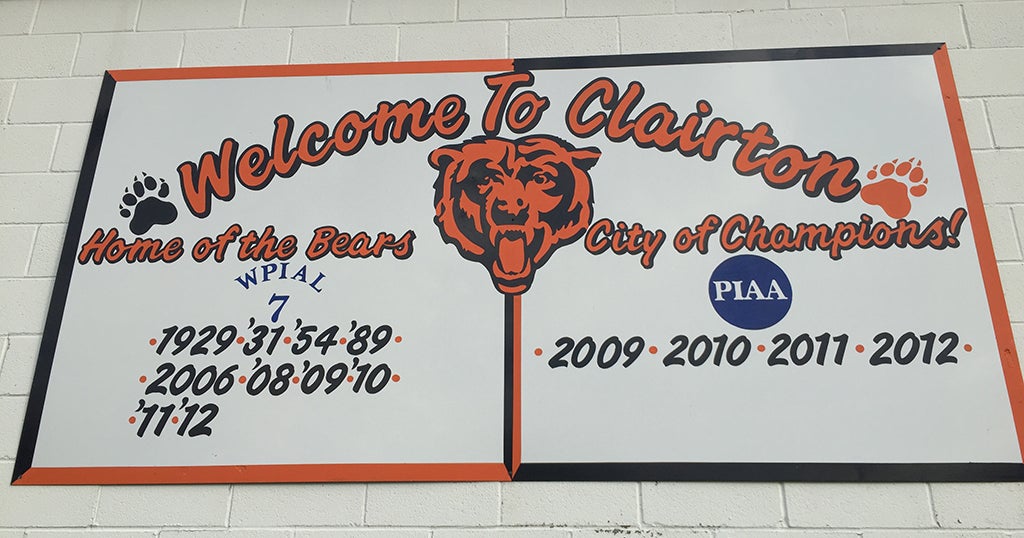 Welcome To Clairton
Home of the Bears
WPIAL
7
•1929•'31•'54•'89•
•2006•'08•'09•'10•
•'11•'12
City of Champions!
PIAA
•2009•2010•2011•2012•